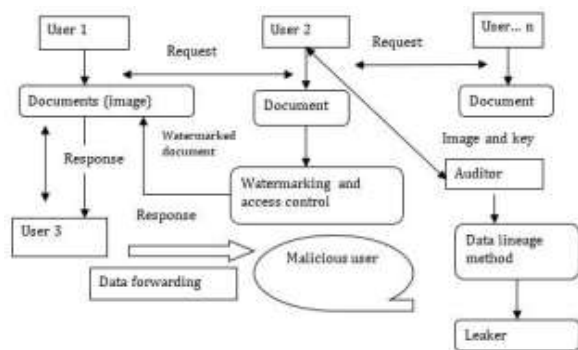 User 1
User 2
User... n
Request
Request
Documents (image)
Document
Document
Watermarked
document
Image and key
Response
Auditor
Watermarking and
access control
Response
User 3
Data lineage
method
Malicious user
Data forwarding
Leaker